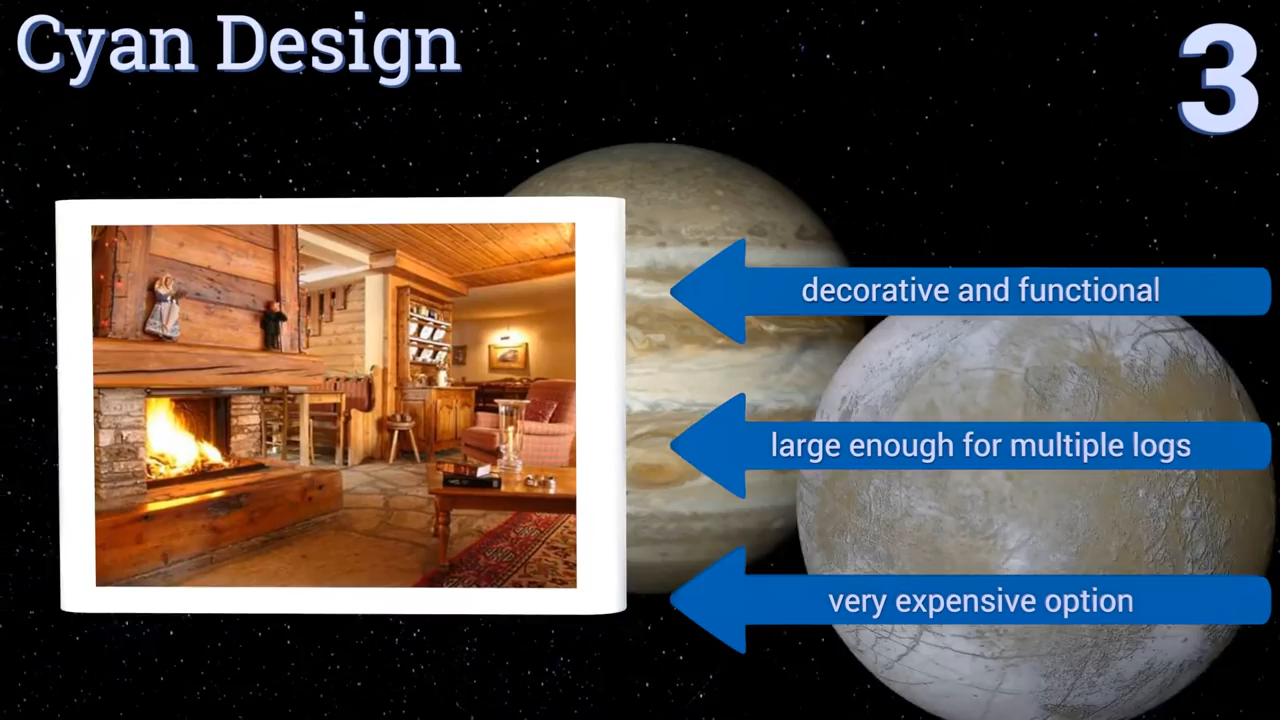 Cyan Design
3
decorative and functional
large enough for multiple logs
very expensive option